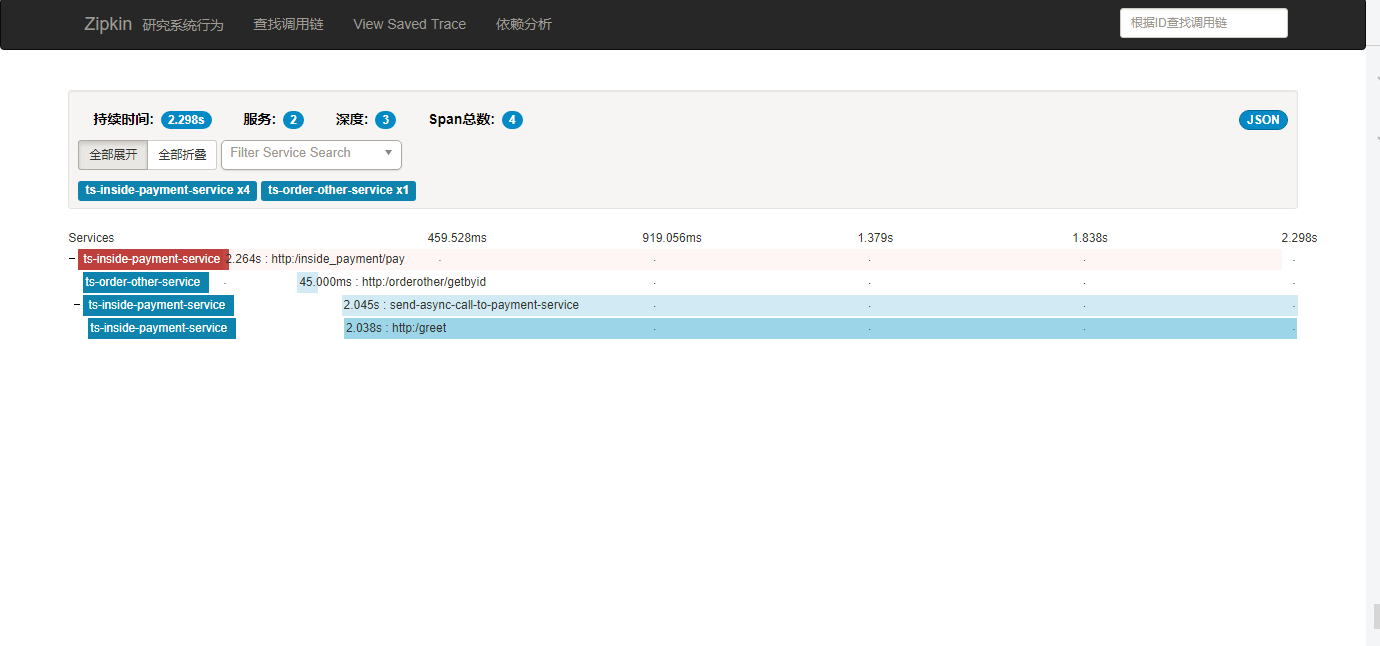 Zipkin 研究系统行为 查找调用链 View Saved Trace 依赖分析 根据ID查找调用链
持续时间: 2.298s 服务: 2 深度: 3 Span总数: 4 JSON
全部展开 全部折叠 Filter Service Search
ts-inside-payment-service x4 ts-order-other-service x1
Services 459.528ms 919.056ms 1.379s 1.838s 2.298s
ts-inside-payment-service 2.264s : http:/inside_payment/pay
ts-order-other-service 45.000ms : http:/orderother/getbyid
ts-inside-payment-service 2.045s : send-async-call-to-payment-service
ts-inside-payment-service 2.038s : http:/greet